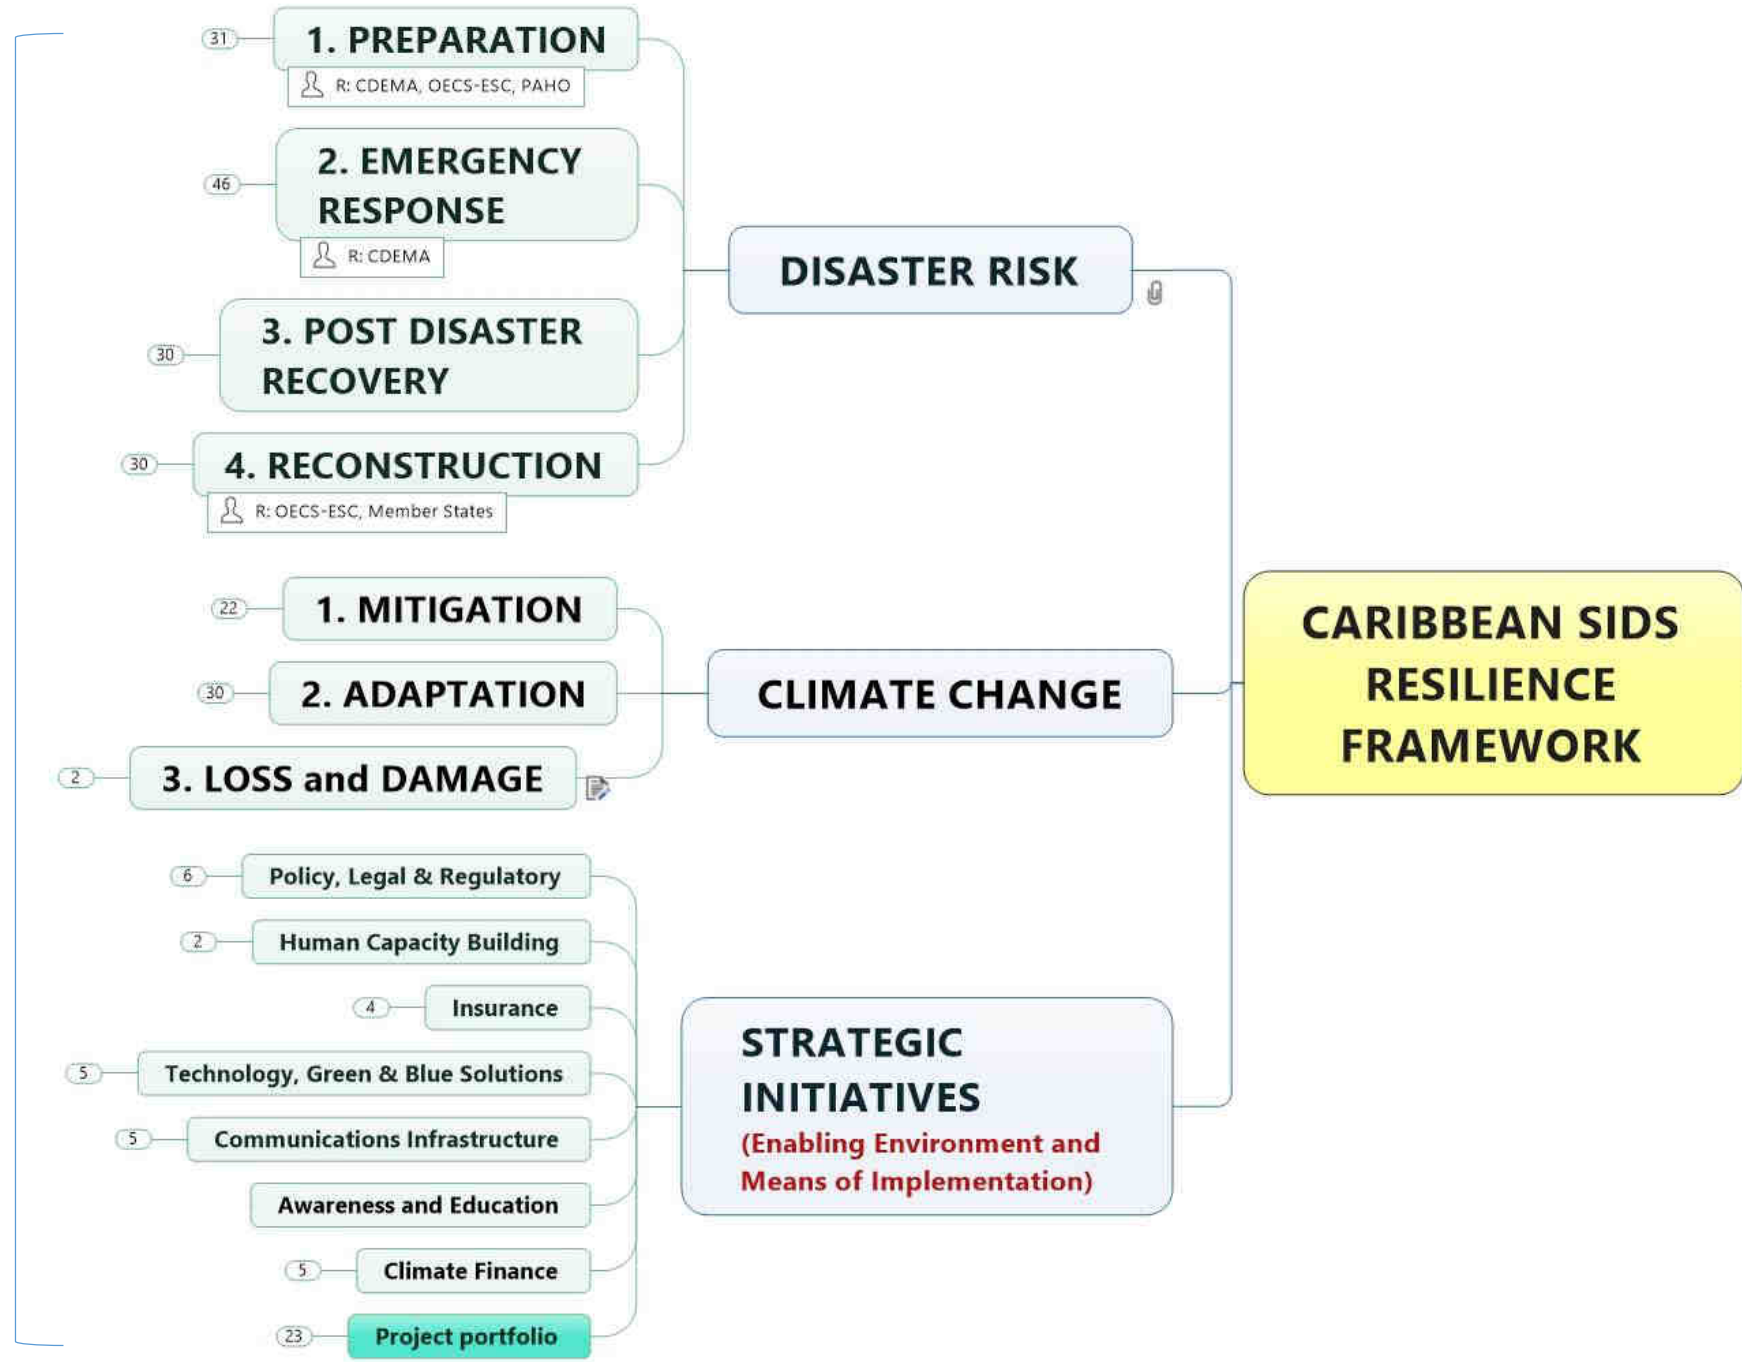 31
1. PREPARATION
R: CDEMA, OECS-ESC, PAHO
46
2. EMERGENCY
RESPONSE
R: CDEMA
30
3. POST DISASTER
RECOVERY
30
4. RECONSTRUCTION
R: OECS-ESC, Member States
DISASTER RISK
22
1. MITIGATION
30
2. ADAPTATION
2
3. LOSS and DAMAGE
CLIMATE CHANGE
6
Policy, Legal & Regulatory
2
Human Capacity Building
4
Insurance
5
Technology, Green & Blue Solutions
5
Communications Infrastructure
Awareness and Education
5
Climate Finance
23
Project portfolio
STRATEGIC
INITIATIVES
(Enabling Environment and
Means of Implementation)
CARIBBEAN SIDS
RESILIENCE
FRAMEWORK